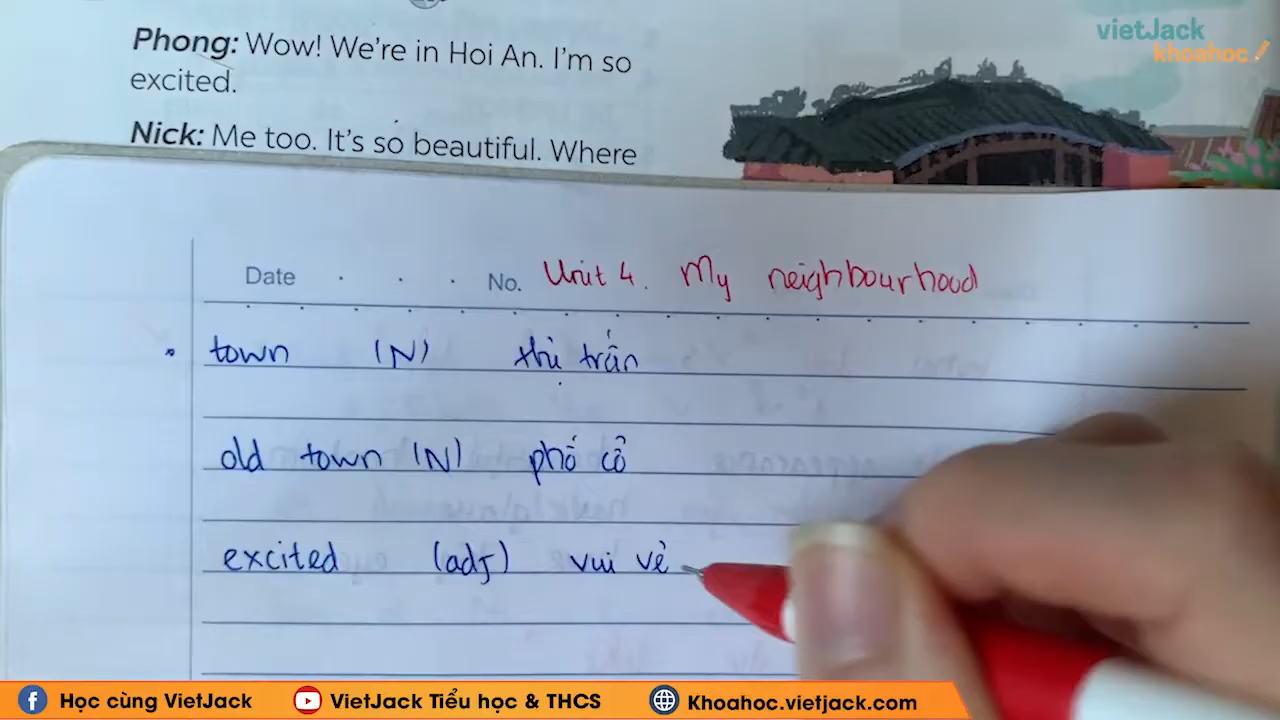 vietJack
khoahoc
Phong: Wow! We're in Hoi An. I'm so
excited.
Nick: Me too. It's so beautiful. Where
Date . . . No. Unit 4. My neighbourhood
town (N) thị trấn
old town (N) phố cổ
excited (adj) vui vẻ
Học cùng VietJack
VietJack Tiểu học & THCS
Khoahoc.vietjack.com